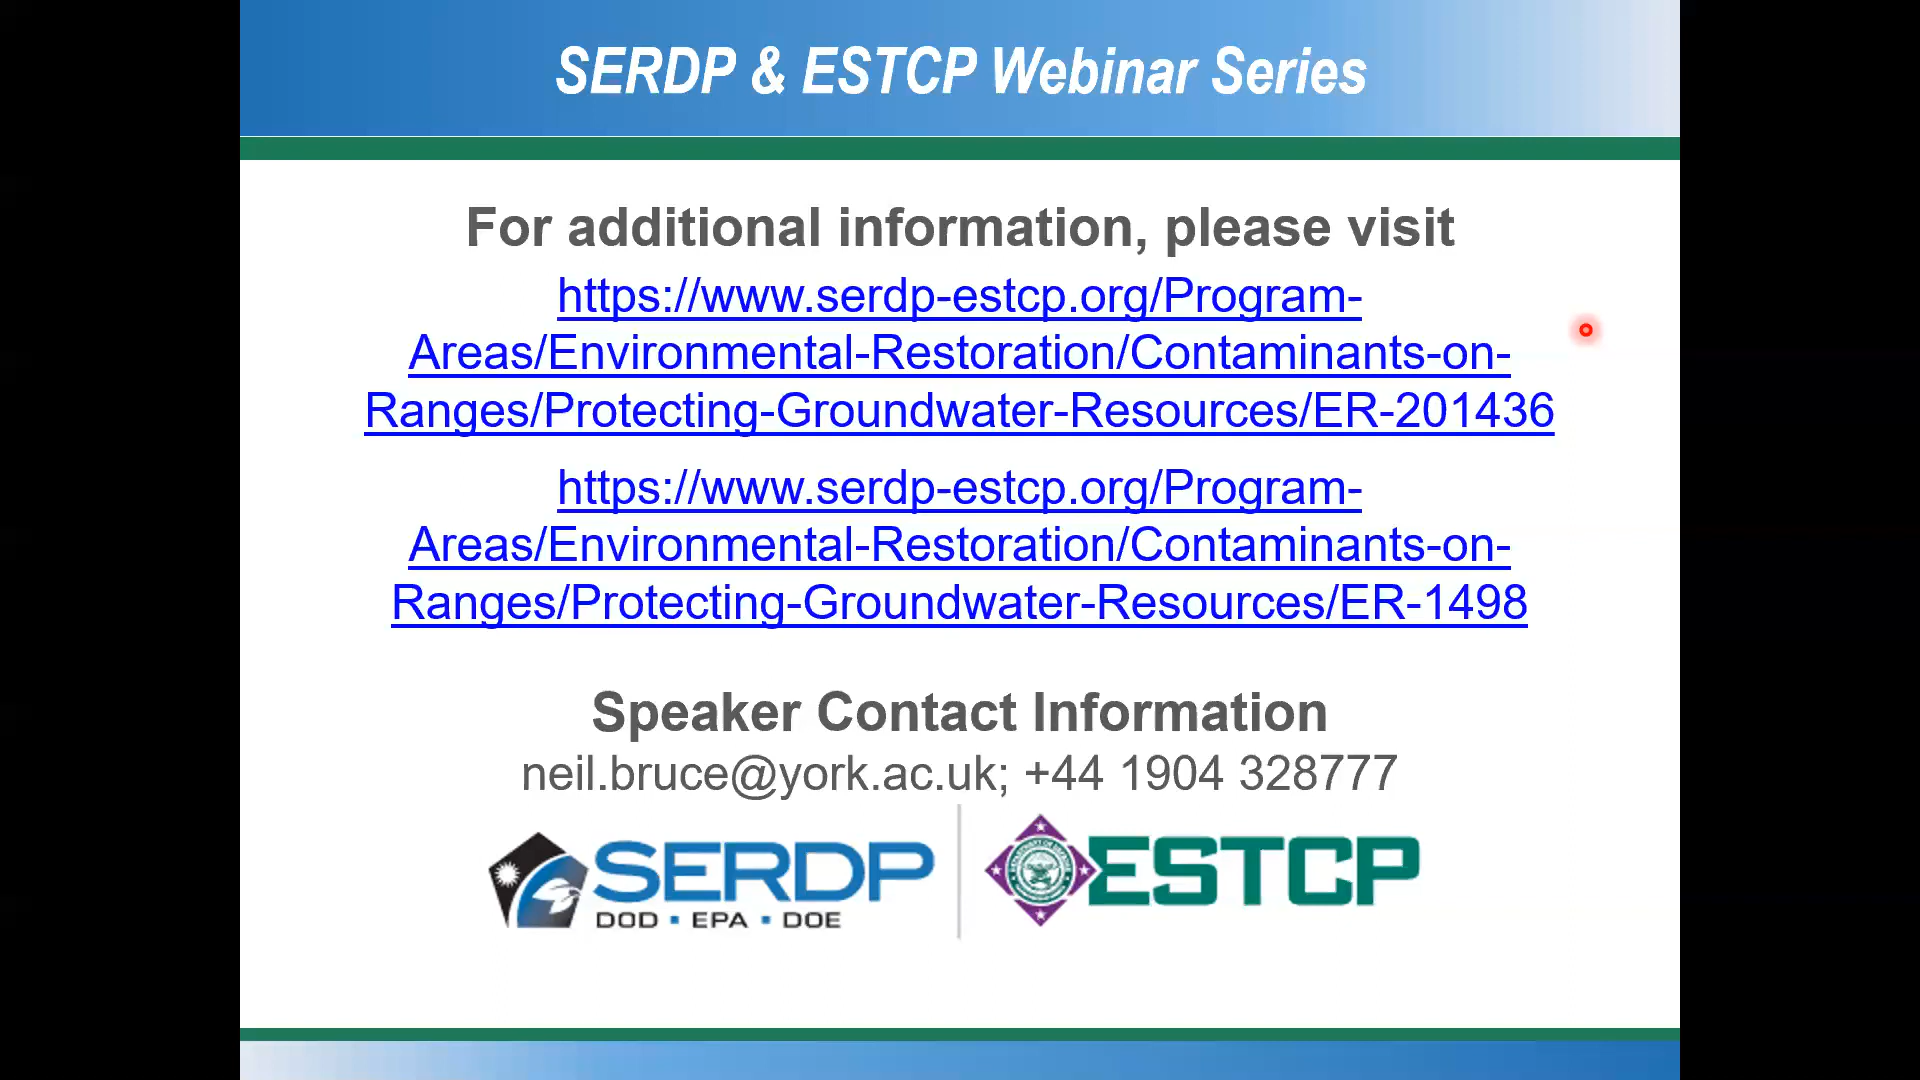 SERDP & ESTCP Webinar Series
For additional information, please visit
https://www.serdp-estcp.org/Program-
Areas/Environmental-Restoration/Contaminants-on-
Ranges/Protecting-Groundwater-Resources/ER-201436
https://www.serdp-estcp.org/Program-
Areas/Environmental-Restoration/Contaminants-on-
Ranges/Protecting-Groundwater-Resources/ER-1498
Speaker Contact Information
neil.bruce@york.ac.uk; +44 1904 328777
SERDP
DOD ▪ EPA ▪ DOE
ESTCP